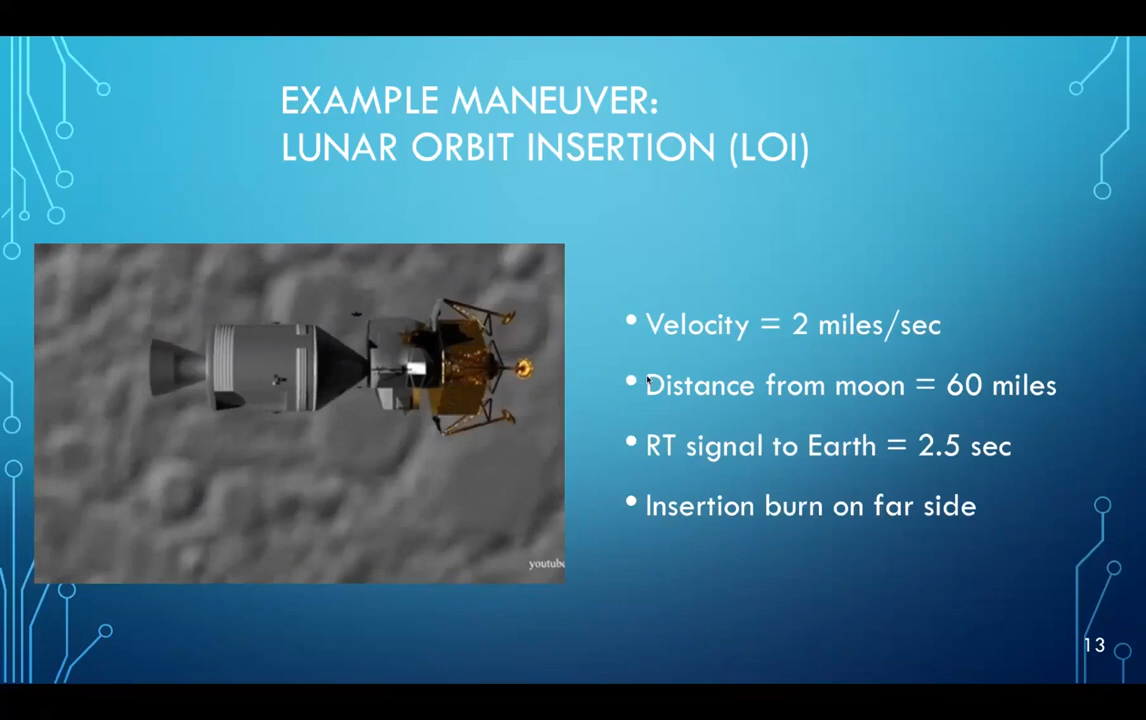 EXAMPLE MANEUVER:
LUNAR ORBIT INSERTION (LOI)
• Velocity = 2 miles/sec
• Distance from moon = 60 miles
• RT signal to Earth = 2.5 sec
• Insertion burn on far side
youtube
13